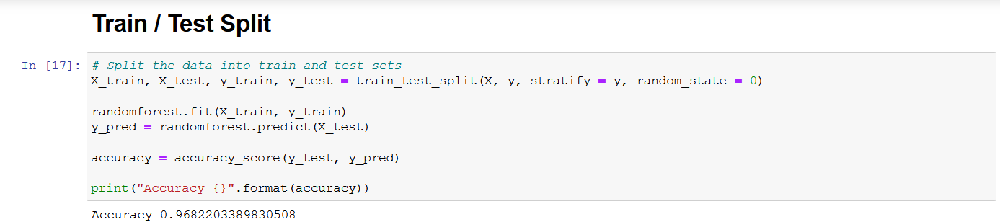 Train / Test Split
In [17]: # Split the data into train and test sets
X_train, X_test, y_train, y_test = train_test_split(X, y, stratify = y, random_state = 0)
randomforest.fit(X_train, y_train)
y_pred = randomforest.predict(X_test)
accuracy = accuracy_score(y_test, y_pred)
print("Accuracy {}".format(accuracy))
Accuracy 0.9682203389830508